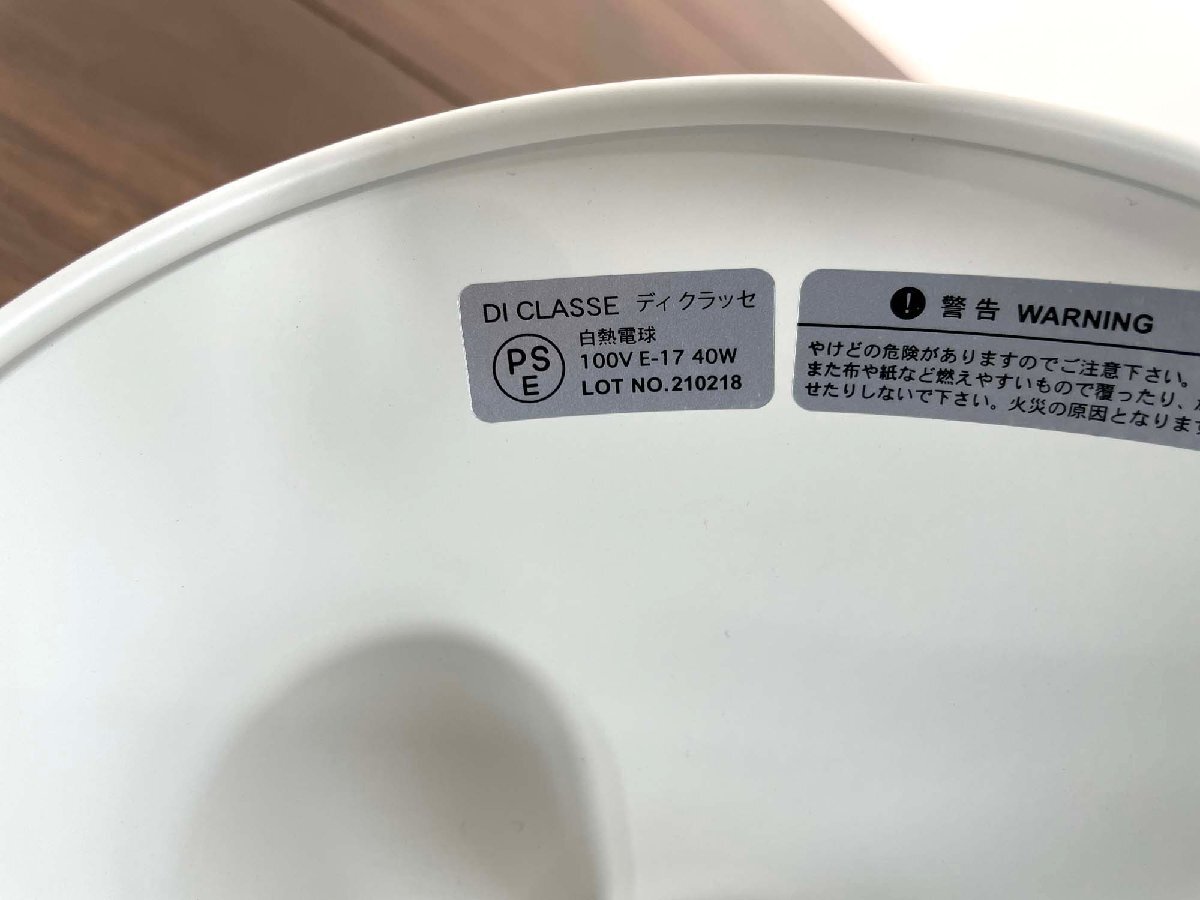 DI CLASSE ディ クラッセ
PS
E
白熱電球
100V E-17 40W
LOT NO.210218
! 警告 WARNING
やけどの危険がありますのでご注意下さい。
また布や紙など燃えやすいもので覆ったり、
せたりしないで下さい。火災の原因となります